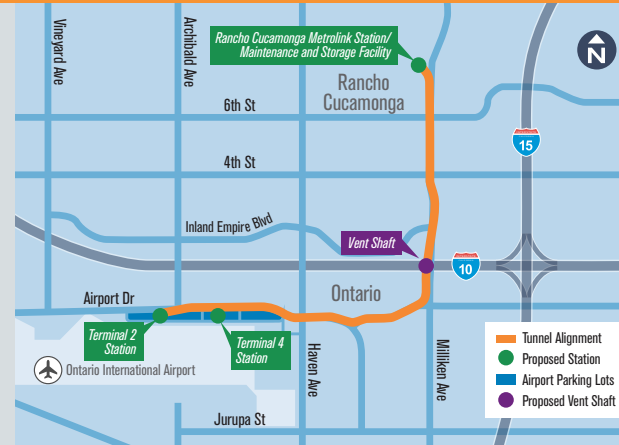 Vineyard Ave
Archibald Ave
Rancho Cucamonga Metrolink Station/
Maintenance and Storage Facility
N
Rancho
Cucamonga
6th St
15
4th St
Inland Empire Blvd
Vent Shaft
10
Airport Dr
Ontario
Terminal 2
Station
Terminal 4
Station
Haven Ave
Milliken Ave
Ontario International Airport
Jurupa St
Tunnel Alignment
Proposed Station
Airport Parking Lots
Proposed Vent Shaft